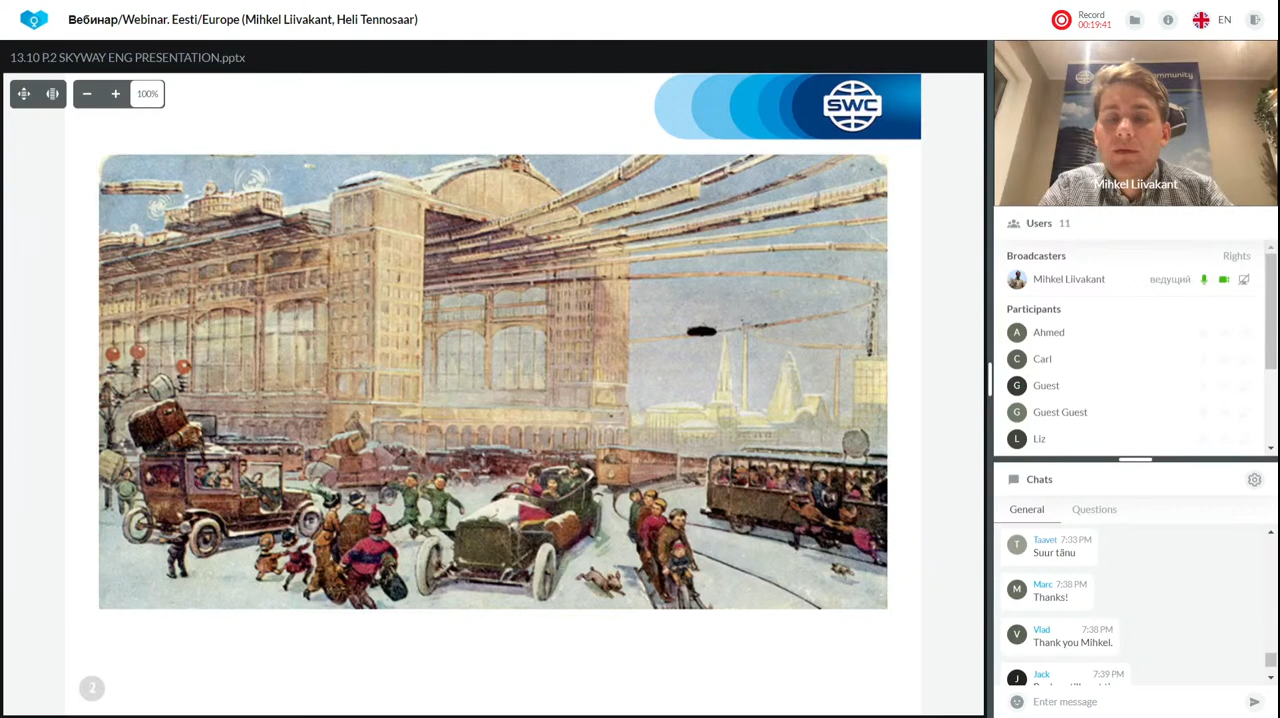 Вебинар/Webinar. Eesti/Europe (Mihkel Liivakant, Heli Tennosaar)
Record
00:19:41
EN
13.10 P.2 SKYWAY ENG PRESENTATION.pptx
100%
SWC
2
Mihkel Liivakant
Users 11
Broadcasters Rights
Mihkel Liivakant ведущий
Participants
A Ahmed
C Carl
G Guest
G Guest Guest
L Liz
Chats
General Questions
T Taavet 7:33 PM
Suur tänu
M Marc 7:38 PM
Thanks!
V Vlad 7:38 PM
Thank you Mihkel.
J Jack 7:39 PM
Enter message